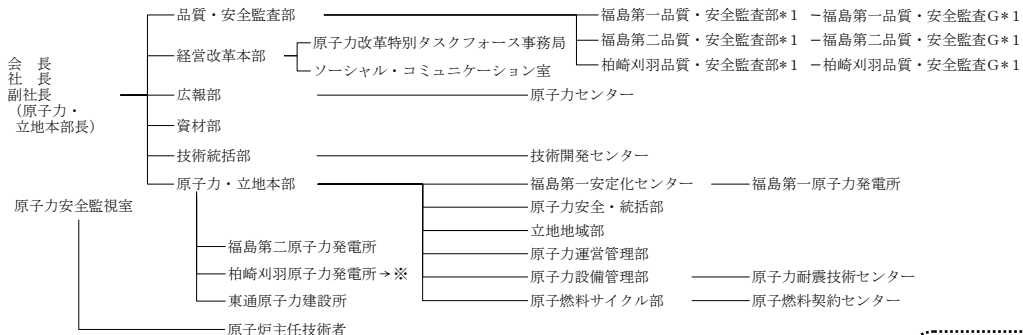 会　長
社　長
副社長
（原子力・
立地本部長）
品質・安全監査部
福島第一品質・安全監査部＊1
福島第一品質・安全監査G＊1
福島第二品質・安全監査部＊1
福島第二品質・安全監査G＊1
柏崎刈羽品質・安全監査部＊1
柏崎刈羽品質・安全監査G＊1
経営改革本部
原子力改革特別タスクフォース事務局
ソーシャル・コミュニケーション室
広報部
原子力センター
資材部
技術統括部
技術開発センター
原子力・立地本部
福島第一安定化センター
福島第一原子力発電所
原子力安全・統括部
立地地域部
原子力運営管理部
原子力設備管理部
原子力耐震技術センター
原子燃料サイクル部
原子燃料契約センター
福島第二原子力発電所
柏崎刈羽原子力発電所→※
東通原子力建設所
原子力安全監視室
原子炉主任技術者